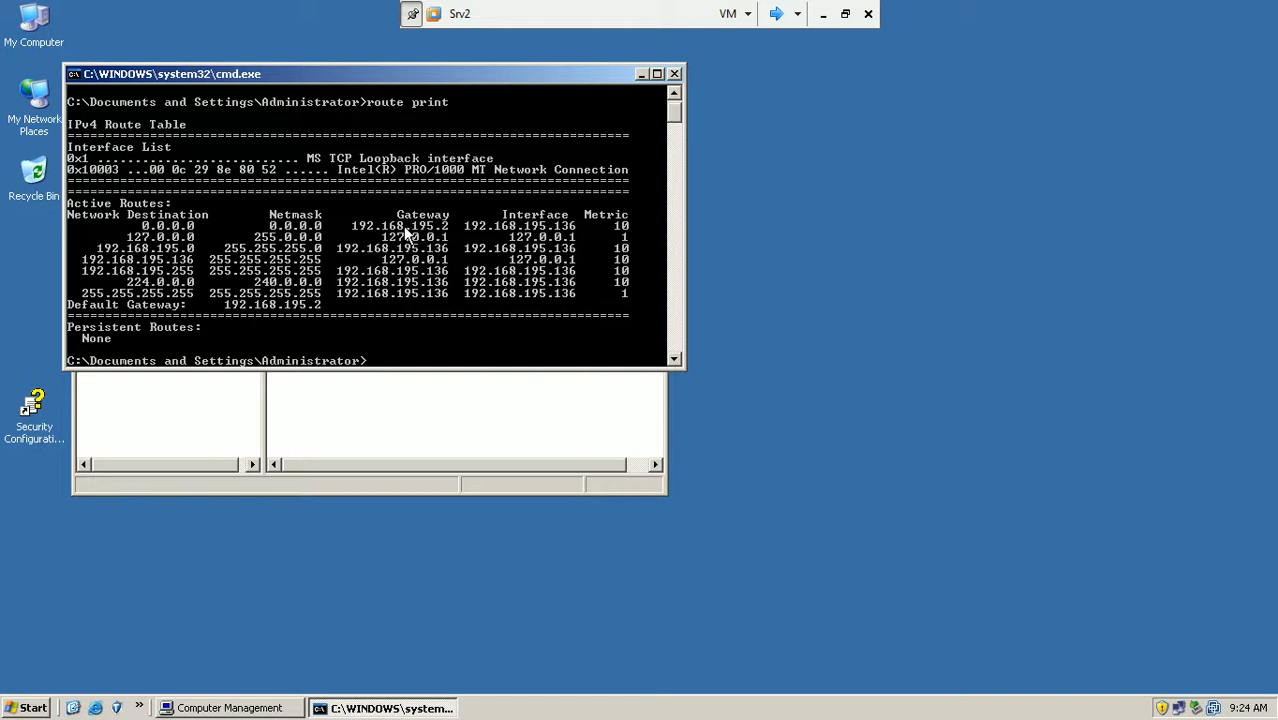 My Computer
Srv2
VM
C:\WINDOWS\system32\cmd.exe
C:\Documents and Settings\Administrator>route print
IPv4 Route Table
===========================================================================
Interface List
0x1 ........................... MS TCP Loopback interface
0x10003 ...00 0c 29 8e 80 52 ...... Intel(R) PRO/1000 MT Network Connection
===========================================================================
===========================================================================
Active Routes:
Network Destination Netmask Gateway Interface Metric
0.0.0.0 0.0.0.0 192.168.195.2 192.168.195.136 10
127.0.0.0 255.0.0.0 127.0.0.1 127.0.0.1 1
192.168.195.0 255.255.255.0 192.168.195.136 192.168.195.136 10
192.168.195.136 255.255.255.255 127.0.0.1 127.0.0.1 10
192.168.195.255 255.255.255.255 192.168.195.136 192.168.195.136 10
224.0.0.0 240.0.0.0 192.168.195.136 192.168.195.136 10
255.255.255.255 255.255.255.255 192.168.195.136 192.168.195.136 1
Default Gateway: 192.168.195.2
===========================================================================
Persistent Routes:
None
C:\Documents and Settings\Administrator>
My Network
Places
Recycle Bin
Security
Configurati...
Start
Computer Management
C:\WINDOWS\system...
9:24 AM